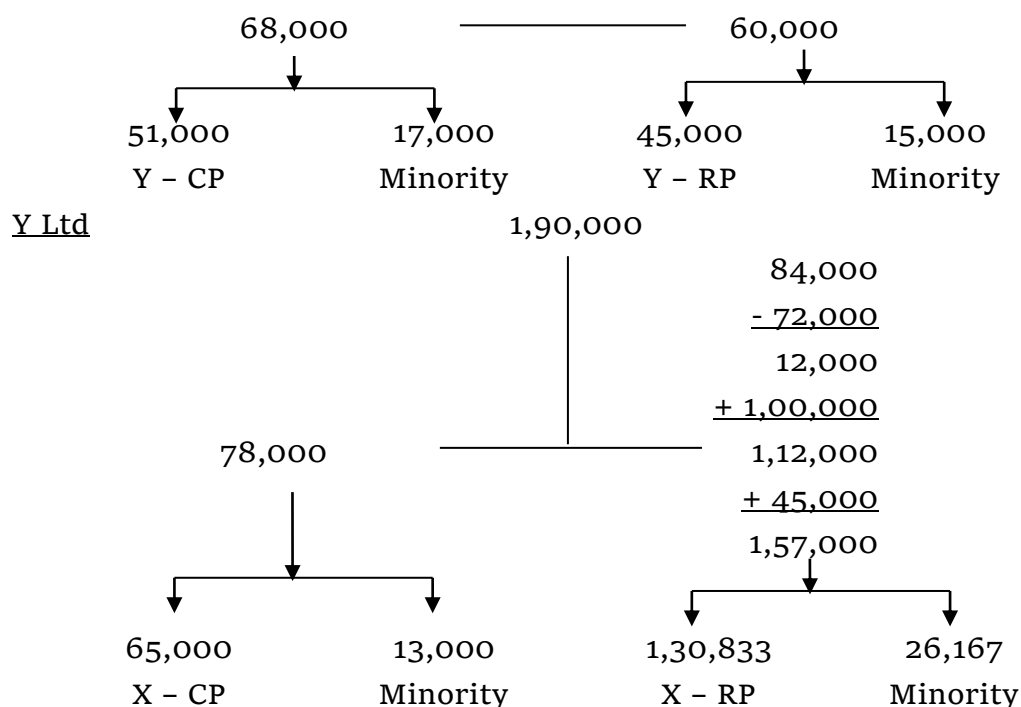 68,000 60,000
51,000 17,000 45,000 15,000
Y – CP Minority Y – RP Minority
Y Ltd 1,90,000
84,000
- 72,000
12,000
+ 1,00,000
78,000 1,12,000
+ 45,000
1,57,000
65,000 13,000 1,30,833 26,167
X – CP Minority X – RP Minority